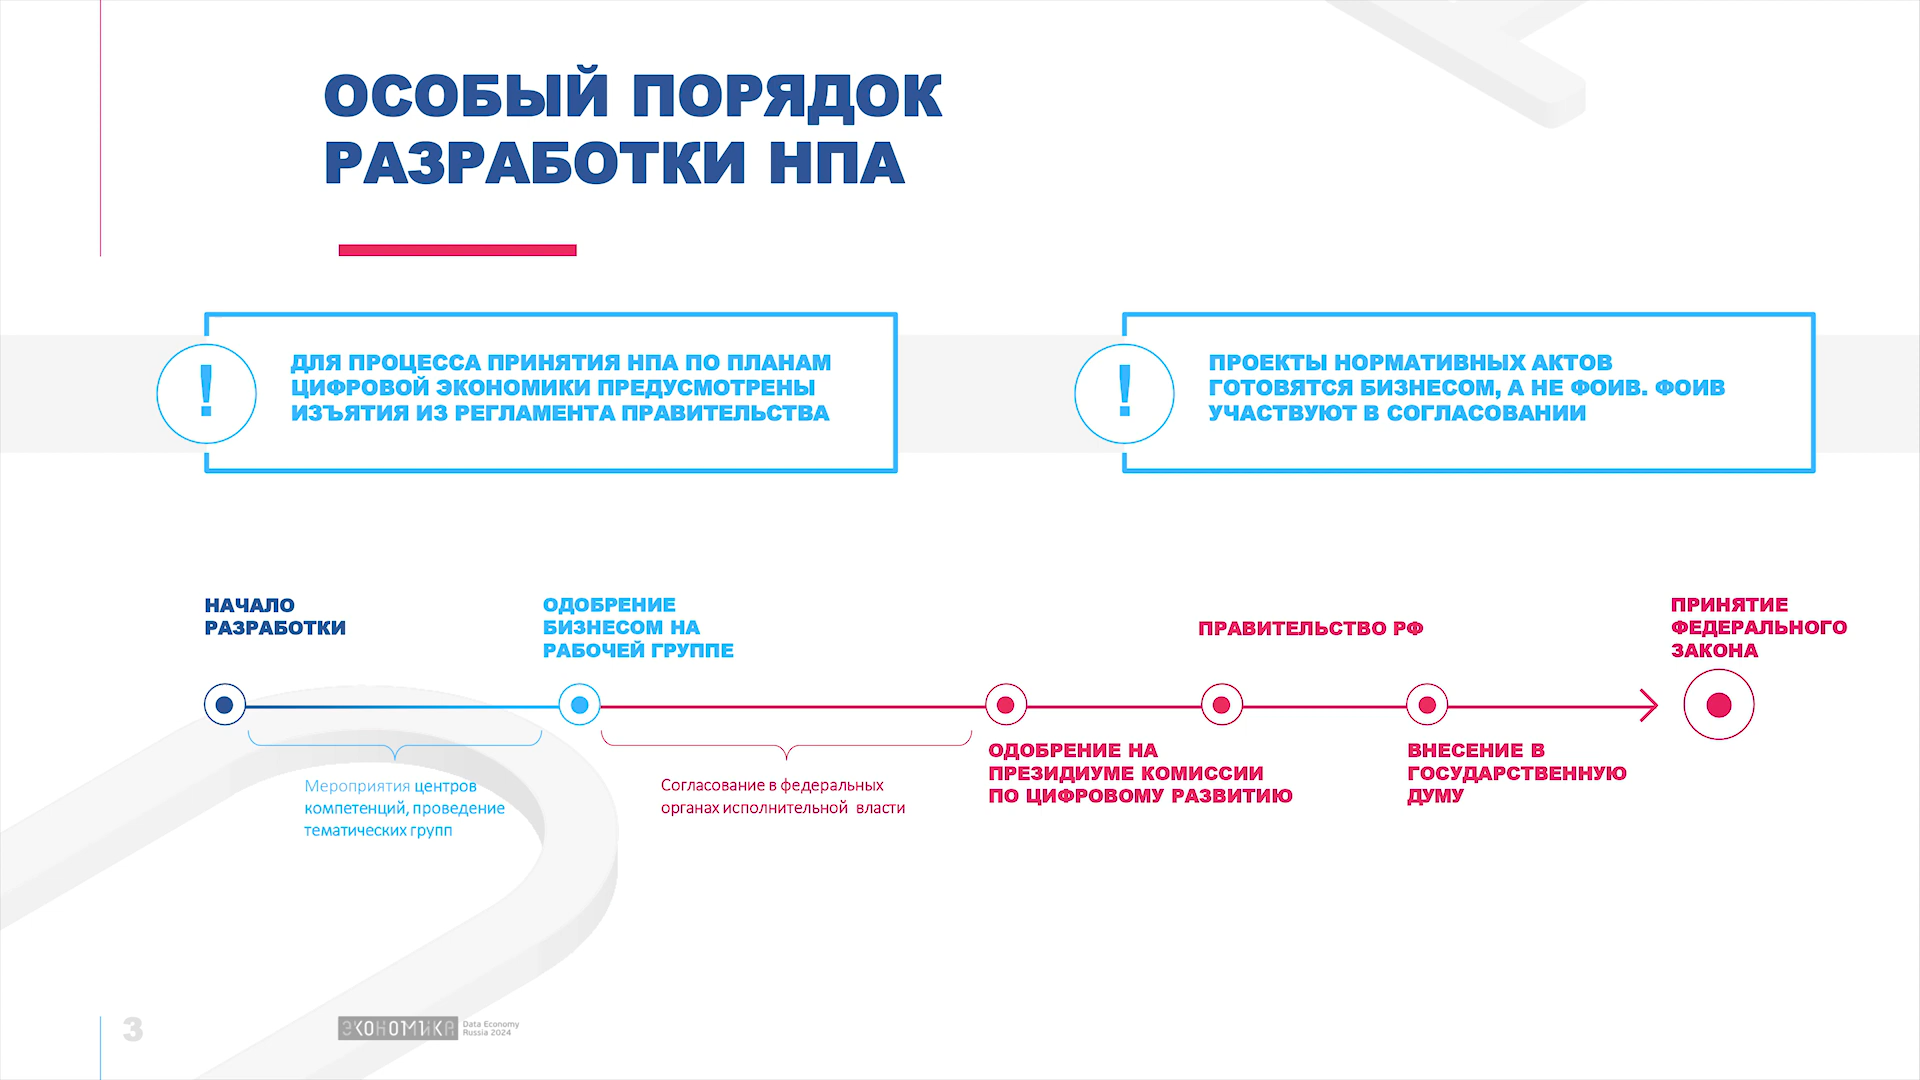 ОСОБЫЙ ПОРЯДОК
РАЗРАБОТКИ НПА
!
ДЛЯ ПРОЦЕССА ПРИНЯТИЯ НПА ПО ПЛАНАМ
ЦИФРОВОЙ ЭКОНОМИКИ ПРЕДУСМОТРЕНЫ
ИЗЪЯТИЯ ИЗ РЕГЛАМЕНТА ПРАВИТЕЛЬСТВА
!
ПРОЕКТЫ НОРМАТИВНЫХ АКТОВ
ГОТОВЯТСЯ БИЗНЕСОМ, А НЕ ФОИВ. ФОИВ
УЧАСТВУЮТ В СОГЛАСОВАНИИ
НАЧАЛО
РАЗРАБОТКИ
ОДОБРЕНИЕ
БИЗНЕСОМ НА
РАБОЧЕЙ ГРУППЕ
ПРАВИТЕЛЬСТВО РФ
ПРИНЯТИЕ
ФЕДЕРАЛЬНОГО
ЗАКОНА
Мероприятия центров
компетенций, проведение
тематических групп
Согласование в федеральных
органах исполнительной власти
ОДОБРЕНИЕ НА
ПРЕЗИДИУМЕ КОМИССИИ
ПО ЦИФРОВОМУ РАЗВИТИЮ
ВНЕСЕНИЕ В
ГОСУДАРСТВЕННУЮ
ДУМУ
3
ЭКОНОМИКА
Data Economy
Russia 2024